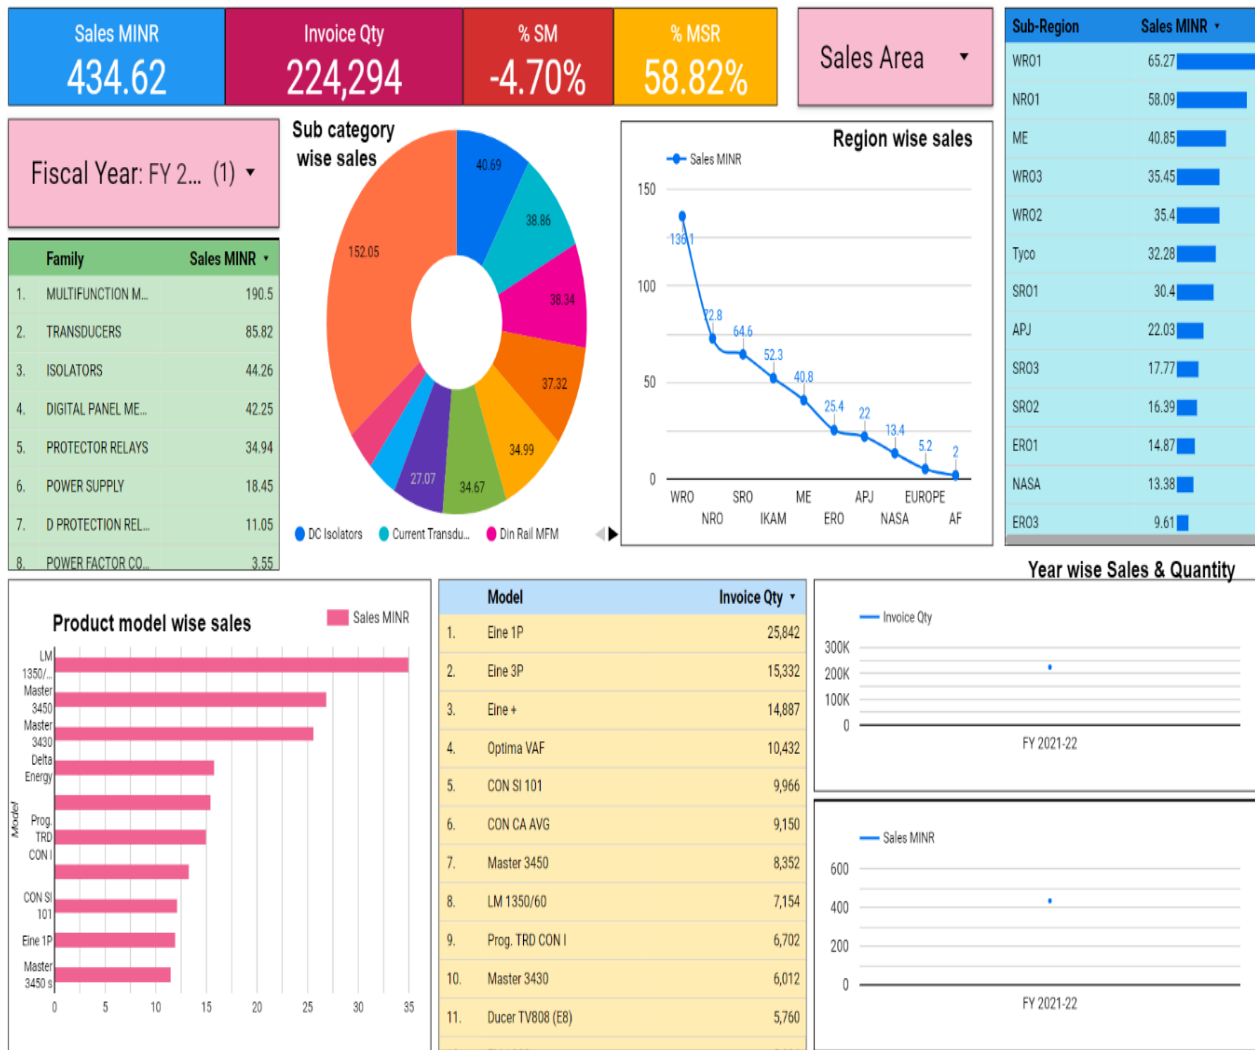 Sales MINR
434.62
Invoice Qty
224,294
% SM
-4.70%
% MSR
58.82%
Sales Area
Sub-Region Sales MINR
WRO1 65.27
NRO1 58.09
ME 40.85
WRO3 35.45
WRO2 35.4
Tyco 32.28
SRO1 30.4
APJ 22.03
SRO3 17.77
SRO2 16.39
ERO1 14.87
NASA 13.38
ERO3 9.61
Fiscal Year: FY 2... (1)
Family Sales MINR
1. MULTIFUNCTION M... 190.5
2. TRANSDUCERS 85.82
3. ISOLATORS 44.26
4. DIGITAL PANEL ME... 42.25
5. PROTECTOR RELAYS 34.94
6. POWER SUPPLY 18.45
7. D PROTECTION REL... 11.05
8. POWER FACTOR CO... 3.55
Sub category
wise sales
40.69
38.86
38.34
37.32
34.99
34.67
27.07
152.05
DC Isolators Current Transdu... Din Rail MFM
Region wise sales
Sales MINR
150
100
50
0
136.1
72.8
64.6
52.3
40.8
25.4
22
13.4
5.2
2
WRO SRO ME APJ EUROPE
NRO IKAM ERO NASA AF
Product model wise sales
Sales MINR
Model
LM
1350/...
Master
3450
Master
3430
Delta
Energy
Prog.
TRD
CON I
CON SI
101
Eine 1P
Master
3450 s
0 5 10 15 20 25 30 35
Model Invoice Qty
1. Eine 1P 25,842
2. Eine 3P 15,332
3. Eine + 14,887
4. Optima VAF 10,432
5. CON SI 101 9,966
6. CON CA AVG 9,150
7. Master 3450 8,352
8. LM 1350/60 7,154
9. Prog. TRD CON I 6,702
10. Master 3430 6,012
11. Ducer TV808 (E8) 5,760
Year wise Sales & Quantity
Invoice Qty
300K
200K
100K
0
FY 2021-22
Sales MINR
600
400
200
0
FY 2021-22